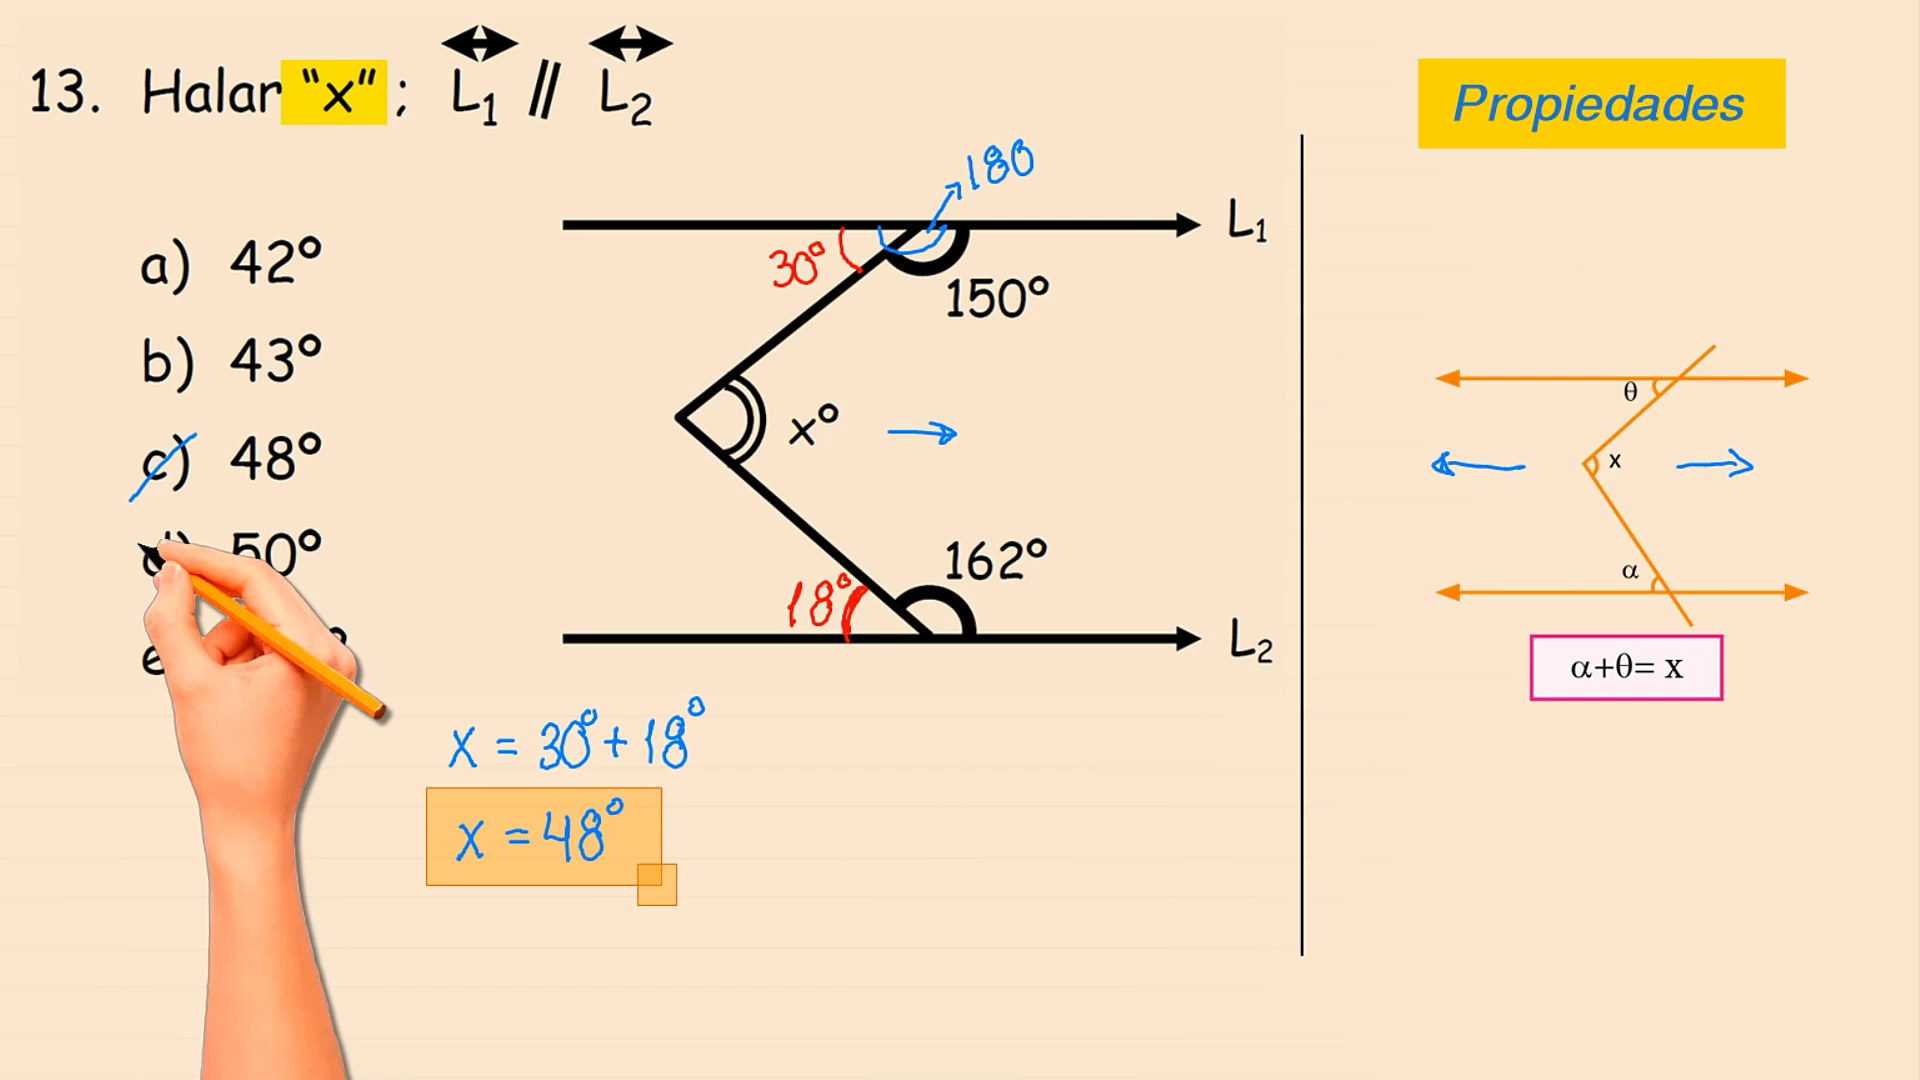 13. Halar "x" ; L1 // L2
Propiedades
180
L1
a) 42°
30°
150°
b) 43°
θ
x°
c) 48°
x
50°
162°
α
18°
L2
α+θ= x
x = 30°+18°
x = 48°